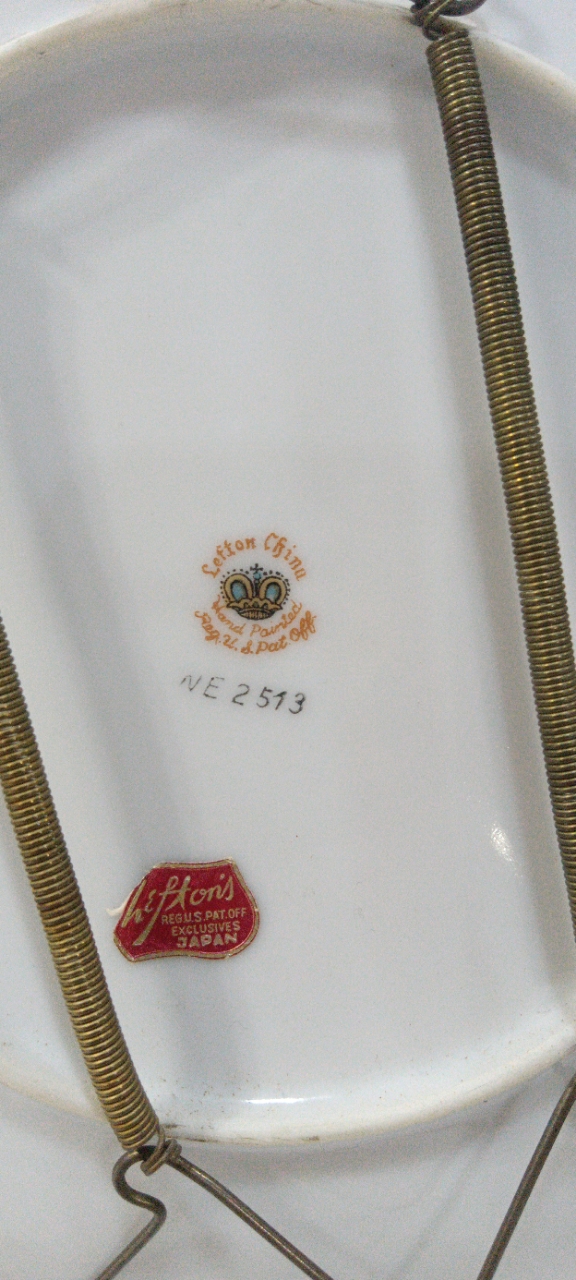 Lefton China
Hand Painted
Reg. U. S. Pat Off.
NE 2513
Lefton's
REG.U.S.PAT.OFF
EXCLUSIVES
JAPAN